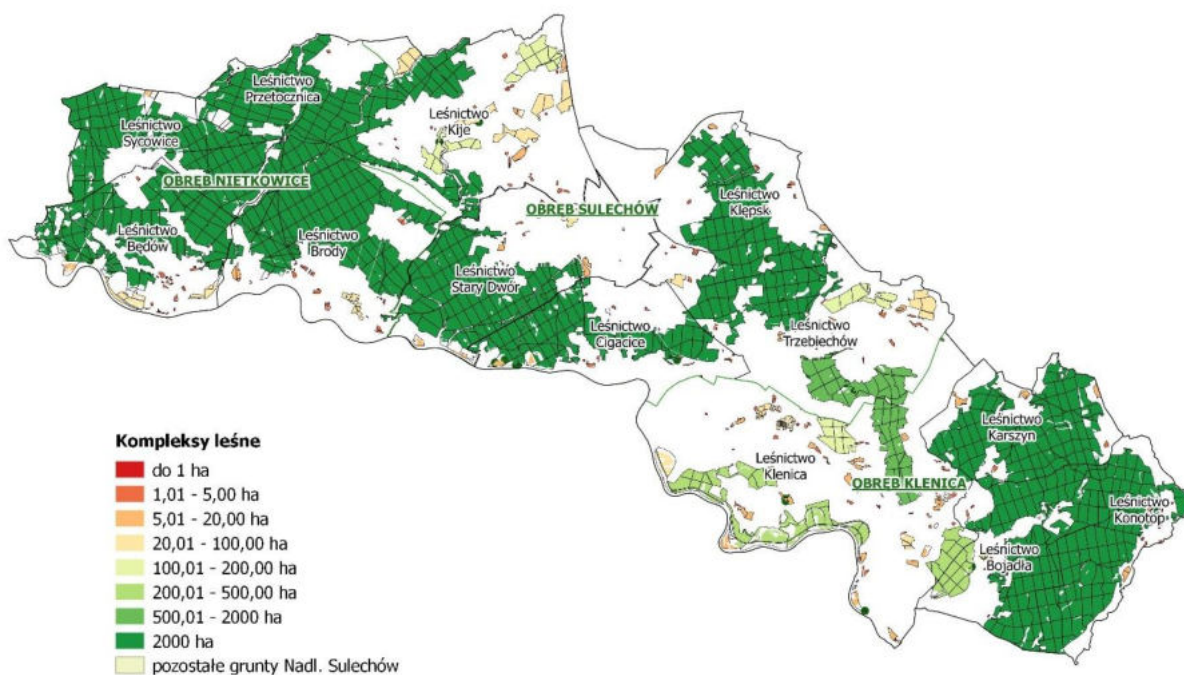 Leśnictwo
Przetocznica
Leśnictwo
Kije
Leśnictwo
Sycowice
OBRĘB NIETKOWICE
Leśnictwo
Klępsk
OBRĘB SULECHÓW
Leśnictwo
Będów
Leśnictwo
Brody
Leśnictwo
Stary Dwór
Leśnictwo
Cigacice
Leśnictwo
Trzebiechów
Leśnictwo
Karszyn
Kompleksy leśne
do 1 ha
1,01 - 5,00 ha
5,01 - 20,00 ha
20,01 - 100,00 ha
100,01 - 200,00 ha
200,01 - 500,00 ha
500,01 - 2000 ha
2000 ha
pozostałe grunty Nadl. Sulechów
Leśnictwo
Klenica
OBRĘB KLENICA
Leśnictwo
Konotop
Leśnictwo
Bojadła